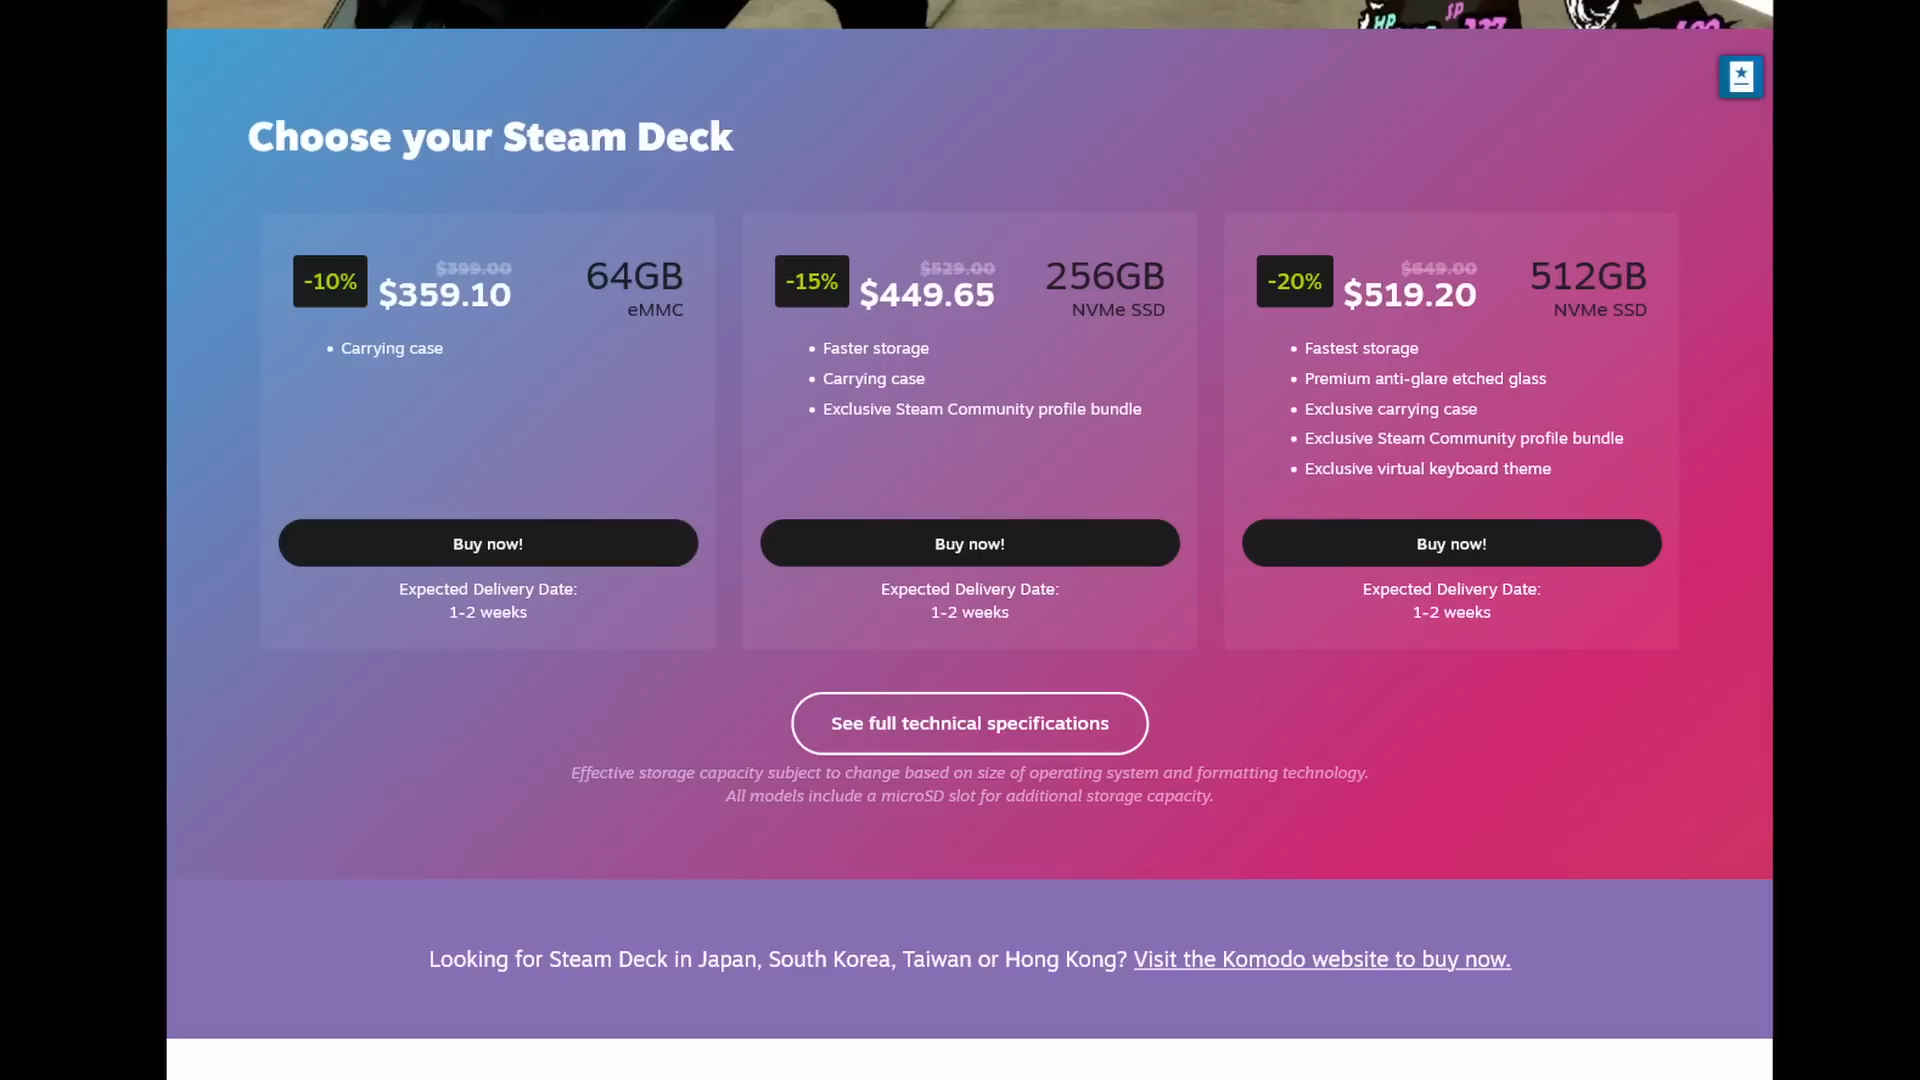 HP
SP
Choose your Steam Deck
-10%
$399.00
$359.10
64GB
eMMC
• Carrying case
Buy now!
Expected Delivery Date:
1-2 weeks
-15%
$529.00
$449.65
256GB
NVMe SSD
• Faster storage
• Carrying case
• Exclusive Steam Community profile bundle
Buy now!
Expected Delivery Date:
1-2 weeks
-20%
$649.00
$519.20
512GB
NVMe SSD
• Fastest storage
• Premium anti-glare etched glass
• Exclusive carrying case
• Exclusive Steam Community profile bundle
• Exclusive virtual keyboard theme
Buy now!
Expected Delivery Date:
1-2 weeks
See full technical specifications
Effective storage capacity subject to change based on size of operating system and formatting technology.
All models include a microSD slot for additional storage capacity.
Looking for Steam Deck in Japan, South Korea, Taiwan or Hong Kong? Visit the Komodo website to buy now.